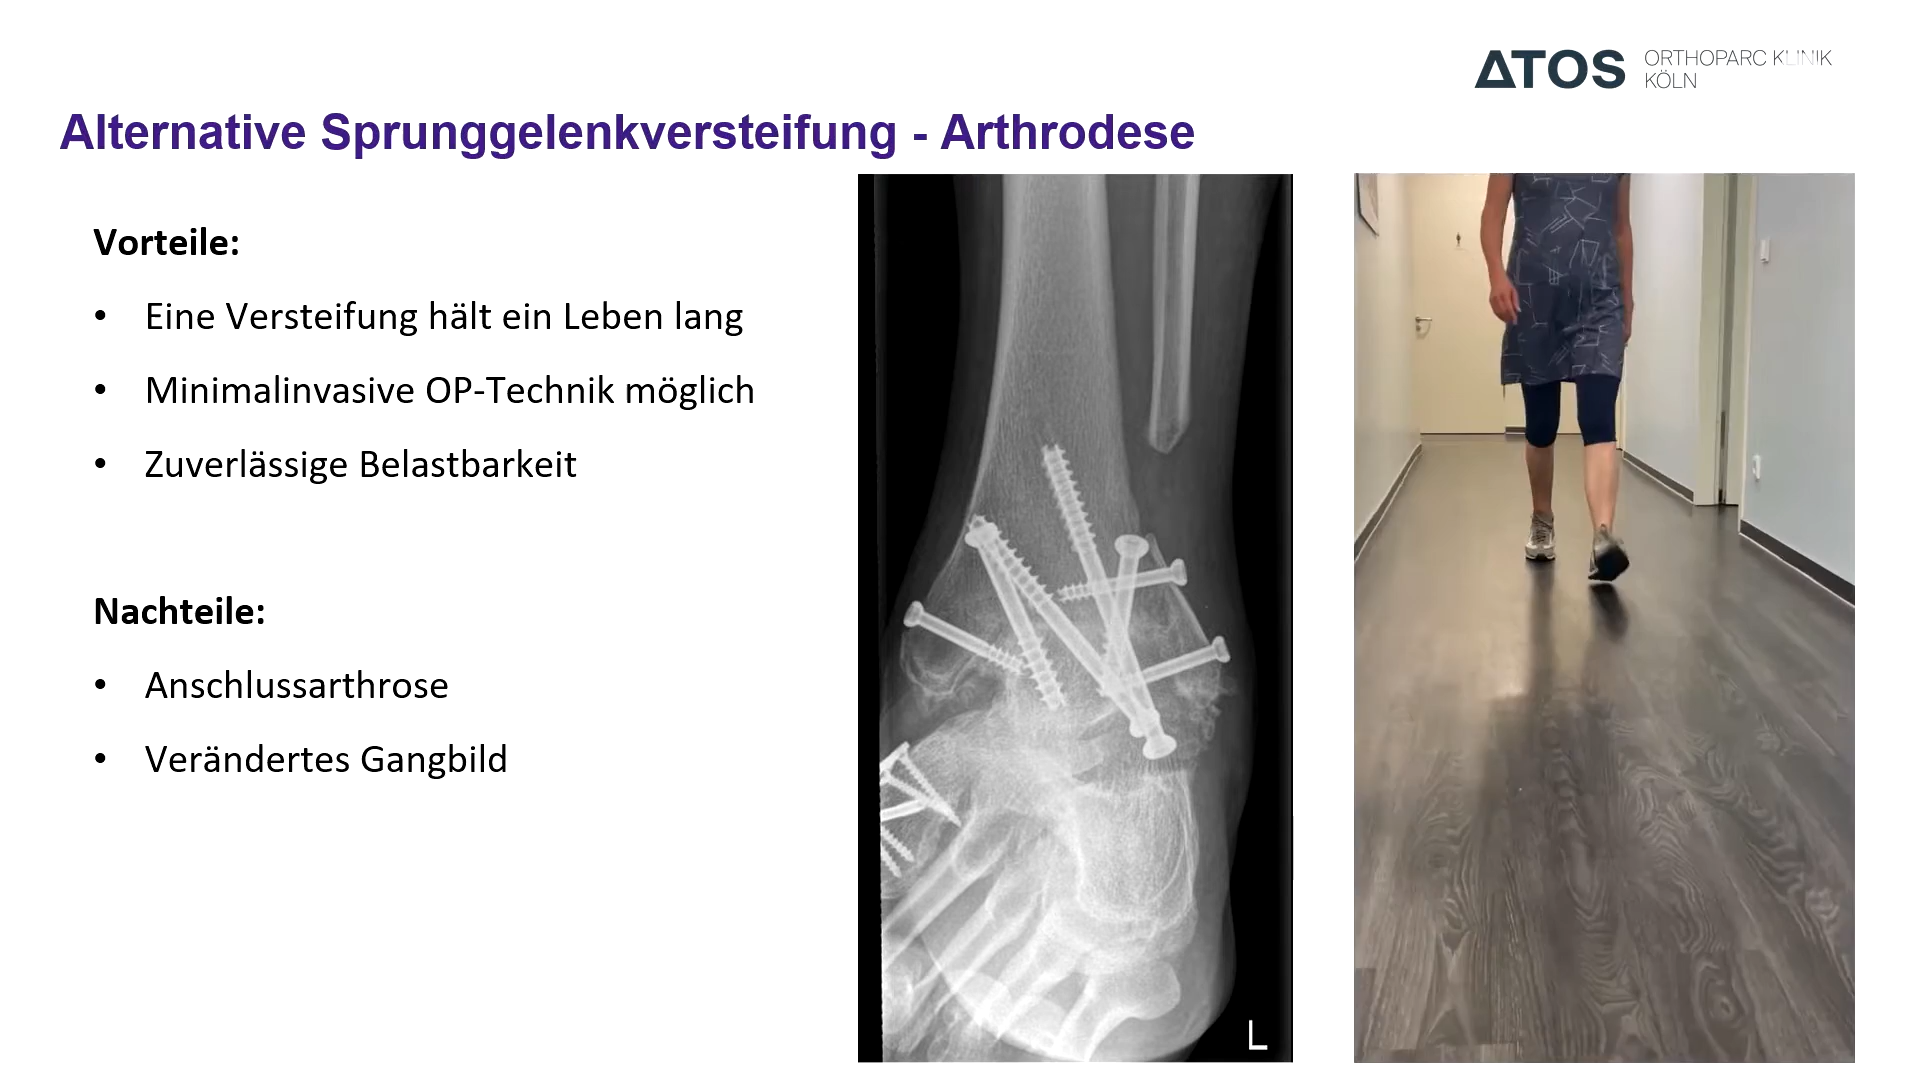 ATOS ORTHOPARC KLINIK
KÖLN
Alternative Sprunggelenkversteifung - Arthrodese
Vorteile:
• Eine Versteifung hält ein Leben lang
• Minimalinvasive OP-Technik möglich
• Zuverlässige Belastbarkeit
Nachteile:
• Anschlussarthrose
• Verändertes Gangbild
L